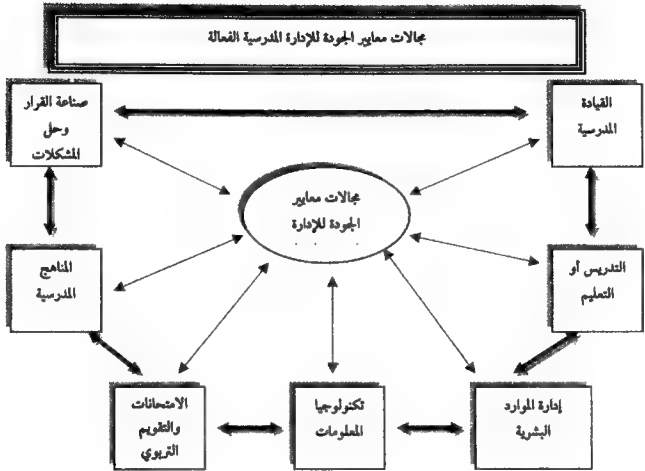 مجالات معايير الجودة للإدارة المدرسية الفعالة
القيادة
المدرسية
صناعة القرار
وحل
المشكلات
مجالات معايير
الجودة للإدارة
التدريس أو
التعليم
المناهج
المدرسية
إدارة الموارد
البشرية
تكنولوجيا
المعلومات
الامتحانات
والتقويم
التربوي